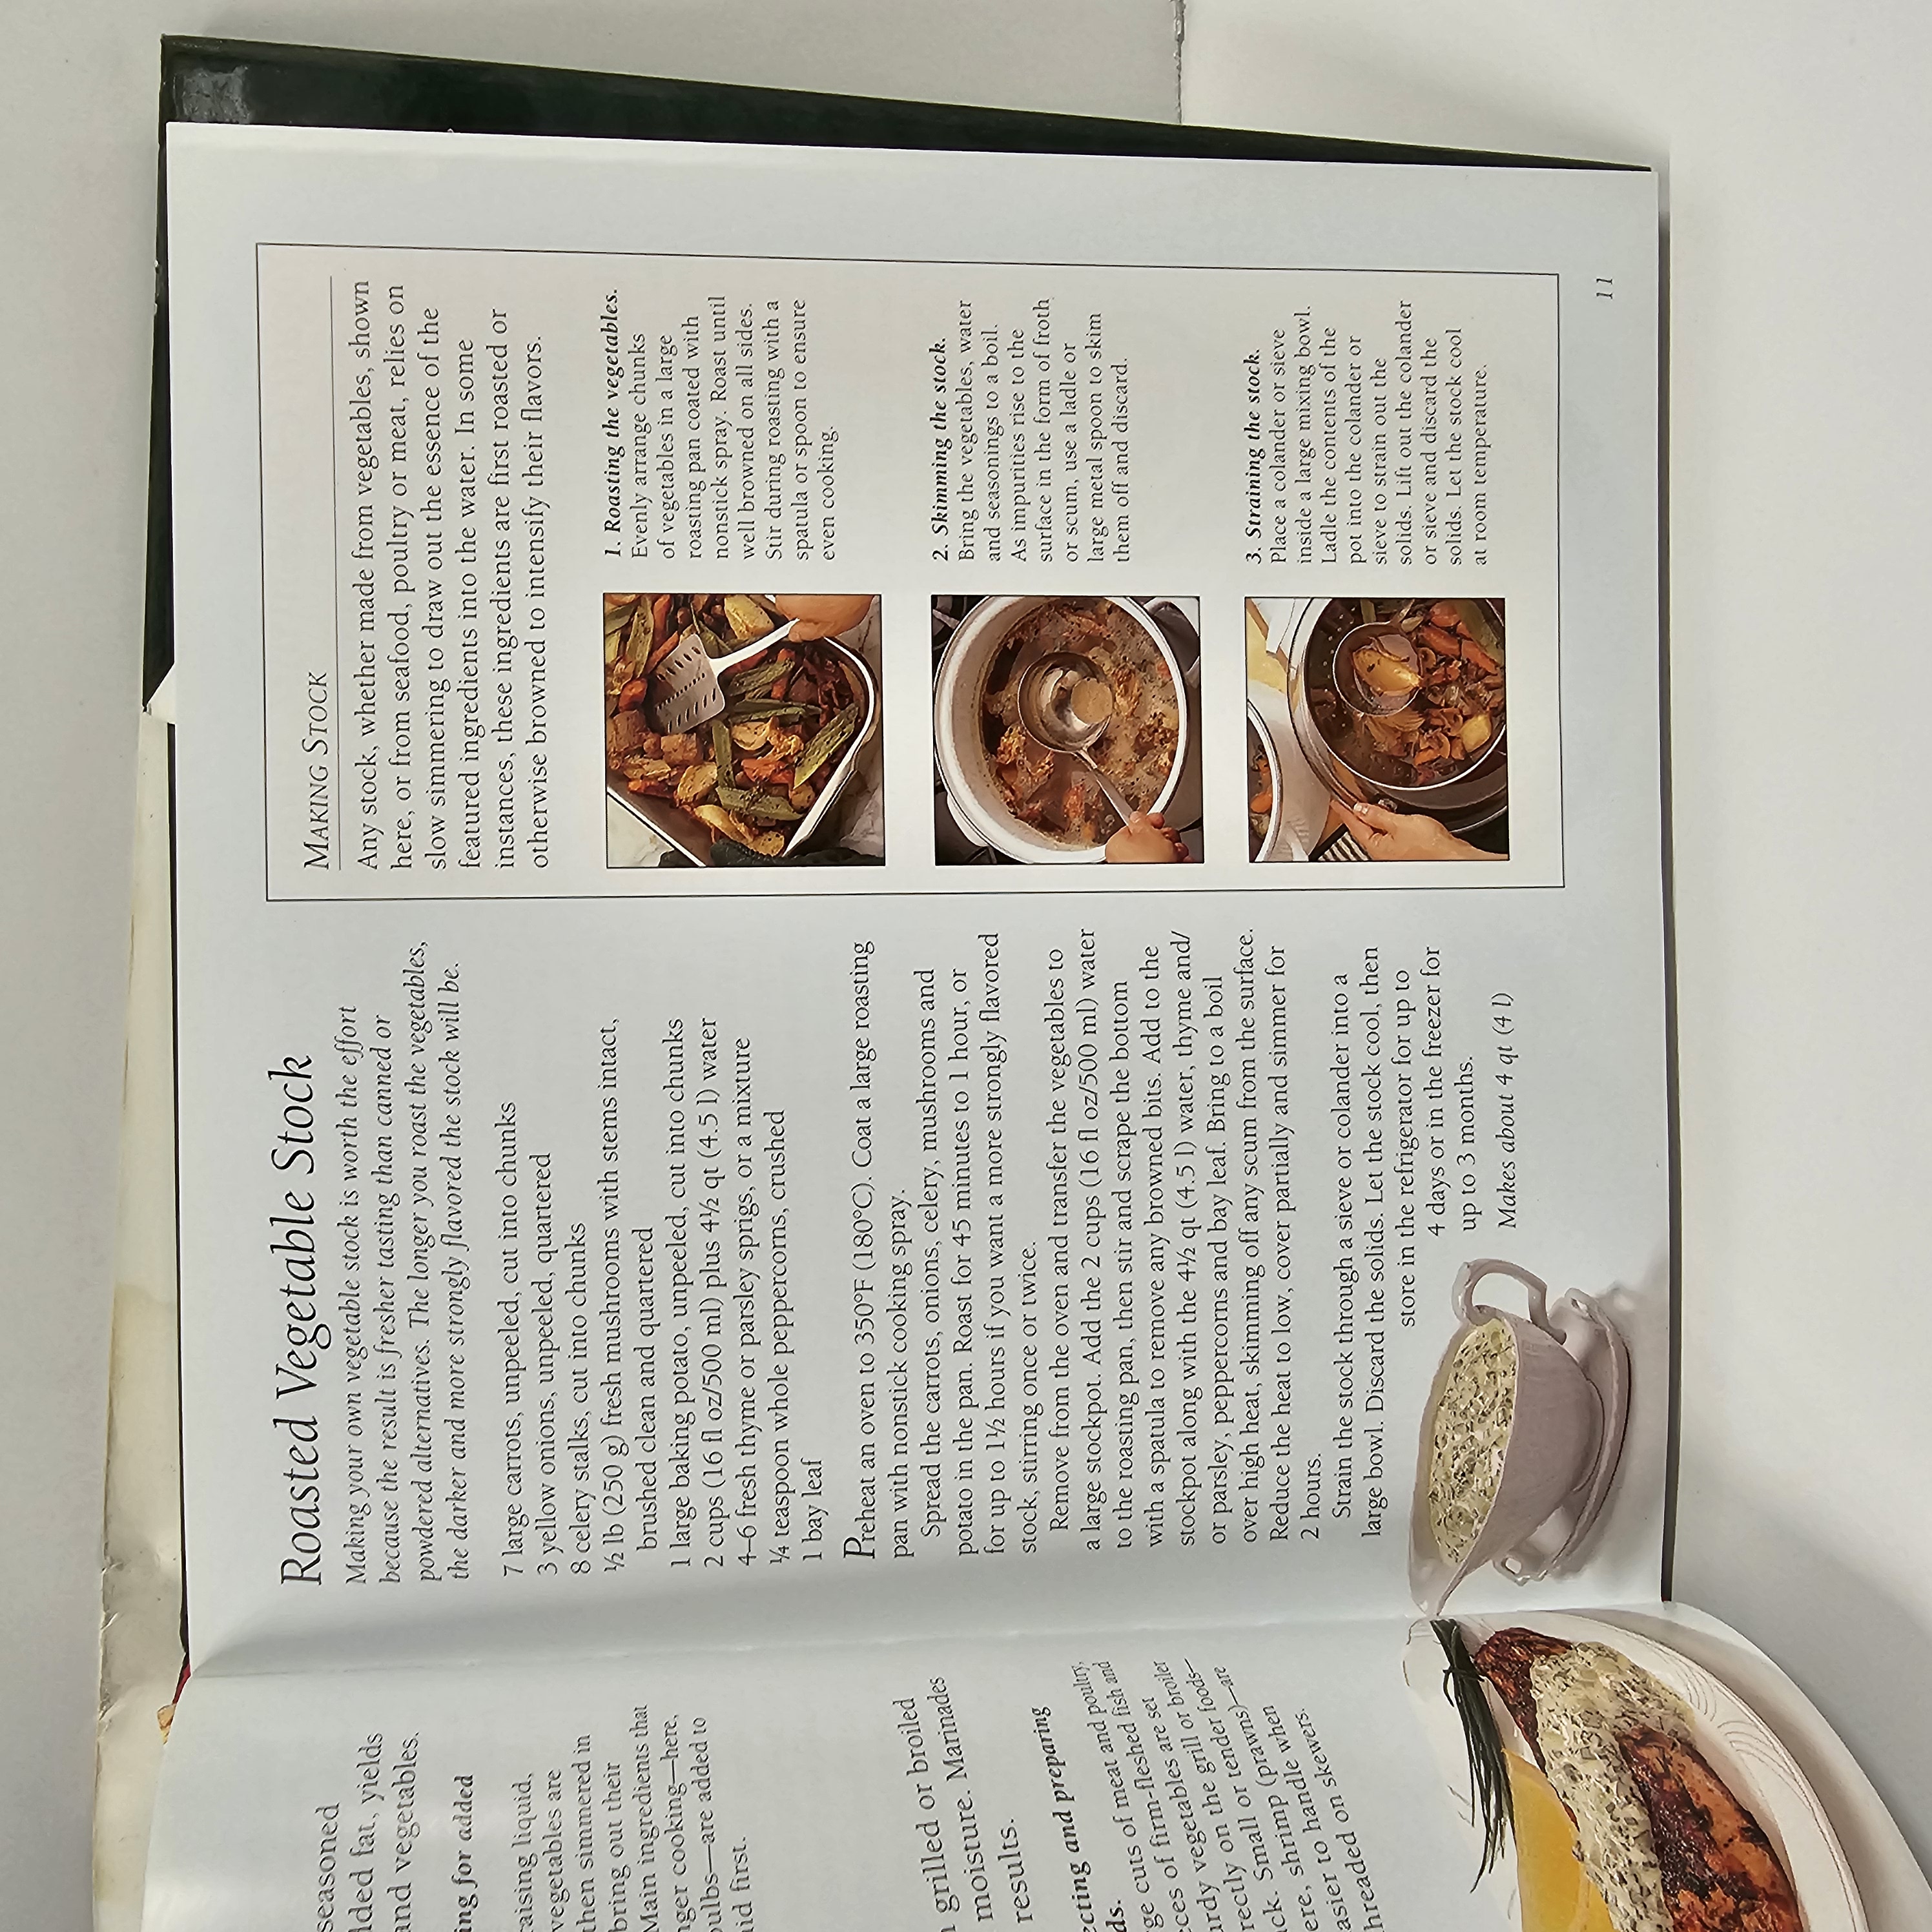 seasoned
fat, yields
and vegetables.
for added
liquid,
vegetables are
then simmered in
bring out their
Main ingredients that
cooking—here,
are added to
first.
grilled or broiled
moisture. Marinades
results.
and preparing
cuts of meat and poultry,
of firm-fleshed fish and
vegetables are set
on the grill or broiler
Small or tender foods—
shrimp (prawns)—are
to handle when
on skewers.
Roasted Vegetable Stock
Making your own vegetable stock is worth the effort
because the result is fresher tasting than canned or
powdered alternatives. The longer you roast the vegetables,
the darker and more strongly flavored the stock will be.
7 large carrots, unpeeled, cut into chunks
3 yellow onions, unpeeled, quartered
8 celery stalks, cut into chunks
½ lb (250 g) fresh mushrooms with stems intact,
brushed clean and quartered
1 large baking potato, unpeeled, cut into chunks
2 cups (16 fl oz/500 ml) plus 4½ qt (4.5 l) water
4–6 fresh thyme or parsley sprigs, or a mixture
¼ teaspoon whole peppercorns, crushed
1 bay leaf
Preheat an oven to 350°F (180°C). Coat a large roasting
pan with nonstick cooking spray.
Spread the carrots, onions, celery, mushrooms and
potato in the pan. Roast for 45 minutes to 1 hour, or
for up to 1½ hours if you want a more strongly flavored
stock, stirring once or twice.
Remove from the oven and transfer the vegetables to
a large stockpot. Add the 2 cups (16 fl oz/500 ml) water
to the roasting pan, then stir and scrape the bottom
with a spatula to remove any browned bits. Add to the
stockpot along with the 4½ qt (4.5 l) water, thyme and/
or parsley, peppercorns and bay leaf. Bring to a boil
over high heat, skimming off any scum from the surface.
Reduce the heat to low, cover partially and simmer for
2 hours.
Strain the stock through a sieve or colander into a
large bowl. Discard the solids. Let the stock cool, then
store in the refrigerator for up to
4 days or in the freezer for
up to 3 months.
Makes about 4 qt (4 l)
MAKING STOCK
Any stock, whether made from vegetables, shown
here, or from seafood, poultry or meat, relies on
slow simmering to draw out the essence of the
featured ingredients into the water. In some
instances, these ingredients are first roasted or
otherwise browned to intensify their flavors.
1. Roasting the vegetables.
Evenly arrange chunks
of vegetables in a large
roasting pan coated with
nonstick spray. Roast until
well browned on all sides.
Stir during roasting with a
spatula or spoon to ensure
even cooking.
2. Skimming the stock.
Bring the vegetables, water
and seasonings to a boil.
As impurities rise to the
surface in the form of froth
or scum, use a ladle or
large metal spoon to skim
them off and discard.
3. Straining the stock.
Place a colander or sieve
inside a large mixing bowl.
Ladle the contents of the
pot into the colander or
sieve to strain out the
solids. Lift out the colander
or sieve and discard the
solids. Let the stock cool
at room temperature.
11